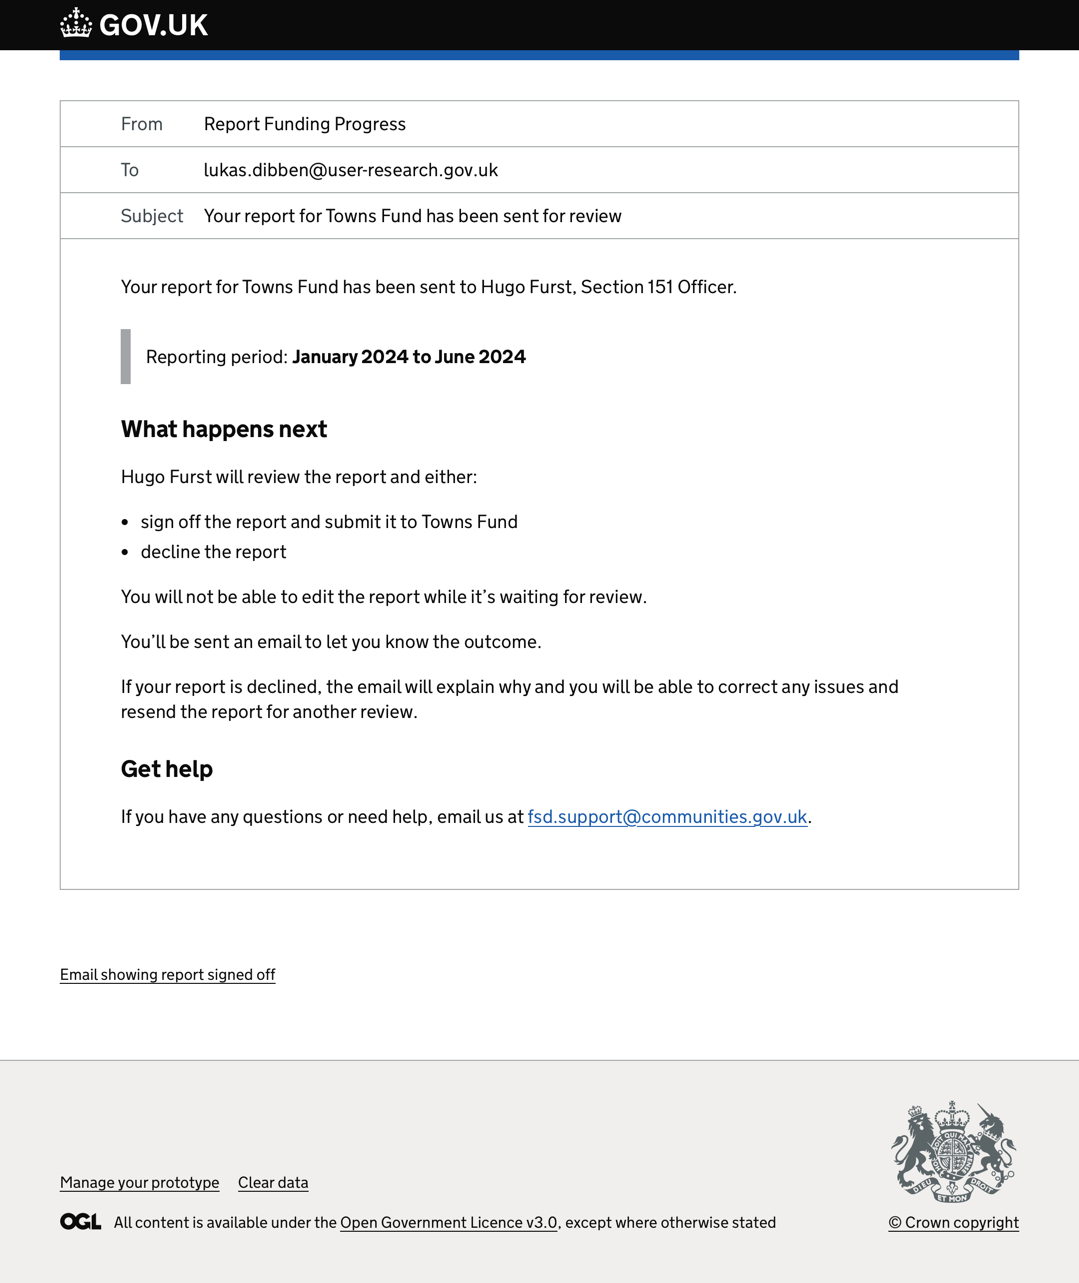 GOV.UK
From Report Funding Progress
To lukas.dibben@user-research.gov.uk
Subject Your report for Towns Fund has been sent for review
Your report for Towns Fund has been sent to Hugo Furst, Section 151 Officer.
Reporting period: January 2024 to June 2024
What happens next
Hugo Furst will review the report and either:
• sign off the report and submit it to Towns Fund
• decline the report
You will not be able to edit the report while it’s waiting for review.
You’ll be sent an email to let you know the outcome.
If your report is declined, the email will explain why and you will be able to correct any issues and
resend the report for another review.
Get help
If you have any questions or need help, email us at fsd.support@communities.gov.uk.
Email showing report signed off
Manage your prototype Clear data
OGL All content is available under the Open Government Licence v3.0, except where otherwise stated
DIEU ET MON DROIT
© Crown copyright